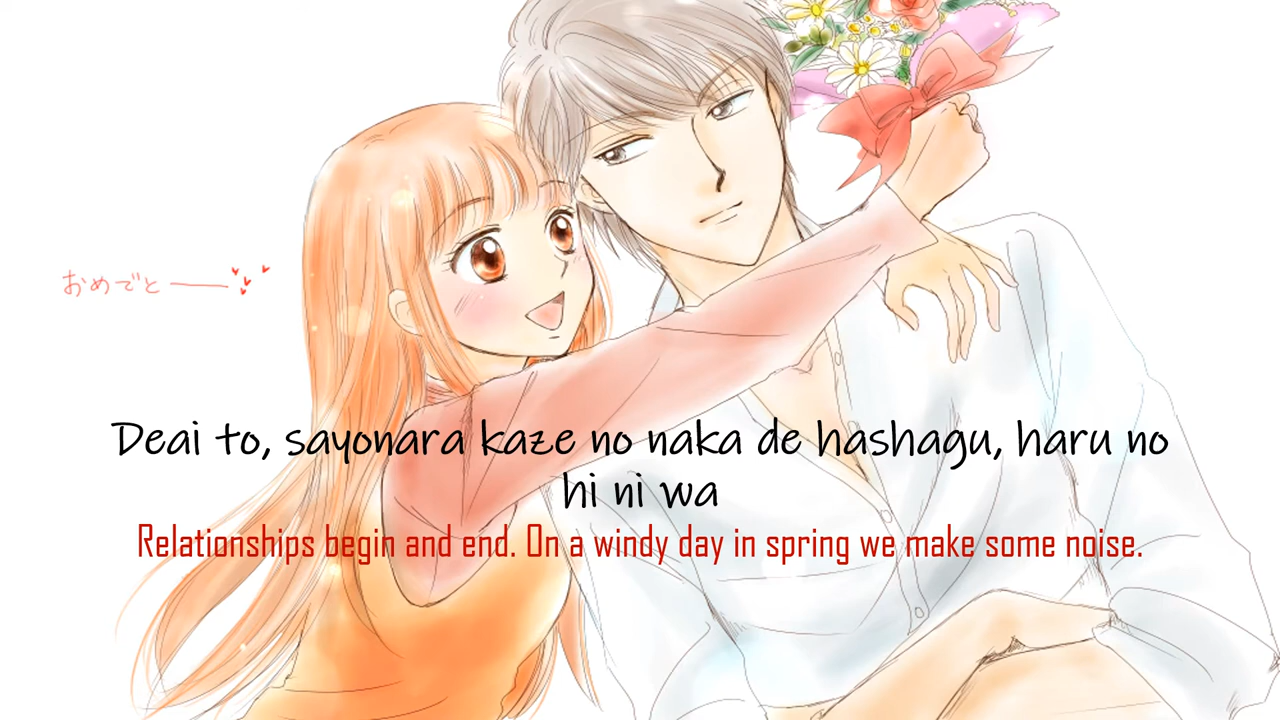 おめでとー
Deai to, sayonara kaze no naka de hashagu, haru no
hi ni wa
Relationships begin and end. On a windy day in spring we make some noise.